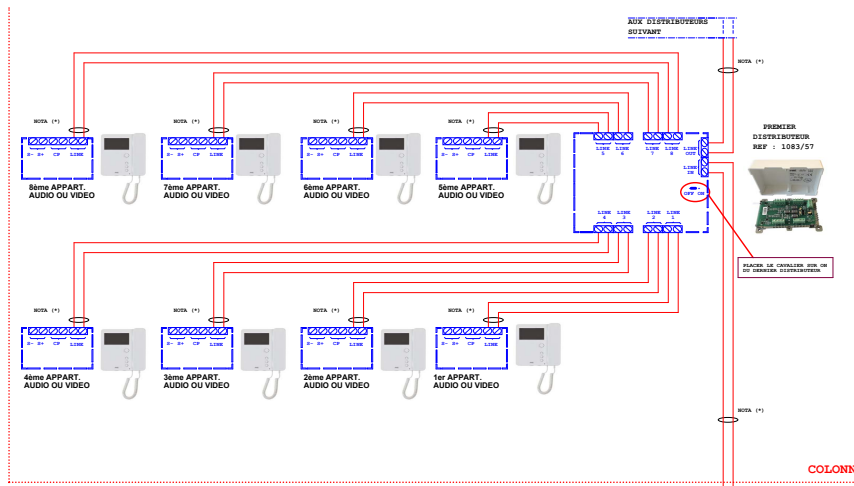 AUX DISTRIBUTEURS
SUIVANT
NOTA (*)
NOTA (*)
NOTA (*)
NOTA (*)
NOTA (*)
PREMIER
DISTRIBUTEUR
REF : 1083/57
S- S+ CP LINE
S- S+ CP LINE
S- S+ CP LINE
S- S+ CP LINE
LINE 5
LINE 6
LINE 7
LINE 8
LINE OUT
LINE IN
OFF ON
8ème APPART.
AUDIO OU VIDEO
7ème APPART.
AUDIO OU VIDEO
6ème APPART.
AUDIO OU VIDEO
5ème APPART.
AUDIO OU VIDEO
LINE 4
LINE 3
LINE 2
LINE 1
PLACER LE CAVALIER SUR ON
DU DERNIER DISTRIBUTEUR
NOTA (*)
NOTA (*)
NOTA (*)
NOTA (*)
S- S+ CP LINE
S- S+ CP LINE
S- S+ CP LINE
S- S+ CP LINE
4ème APPART.
AUDIO OU VIDEO
3ème APPART.
AUDIO OU VIDEO
2ème APPART.
AUDIO OU VIDEO
1er APPART.
AUDIO OU VIDEO
NOTA (*)
COLONN